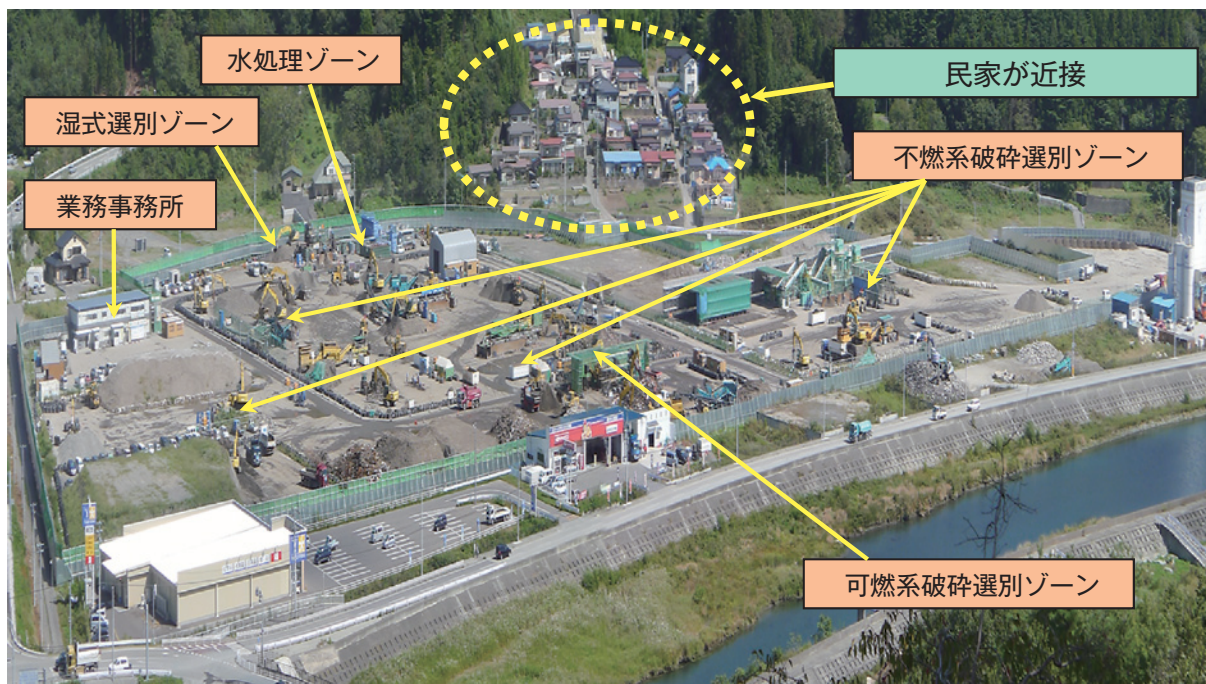 水処理ゾーン
民家が近接
湿式選別ゾーン
不燃系破砕選別ゾーン
業務事務所
可燃系破砕選別ゾーン